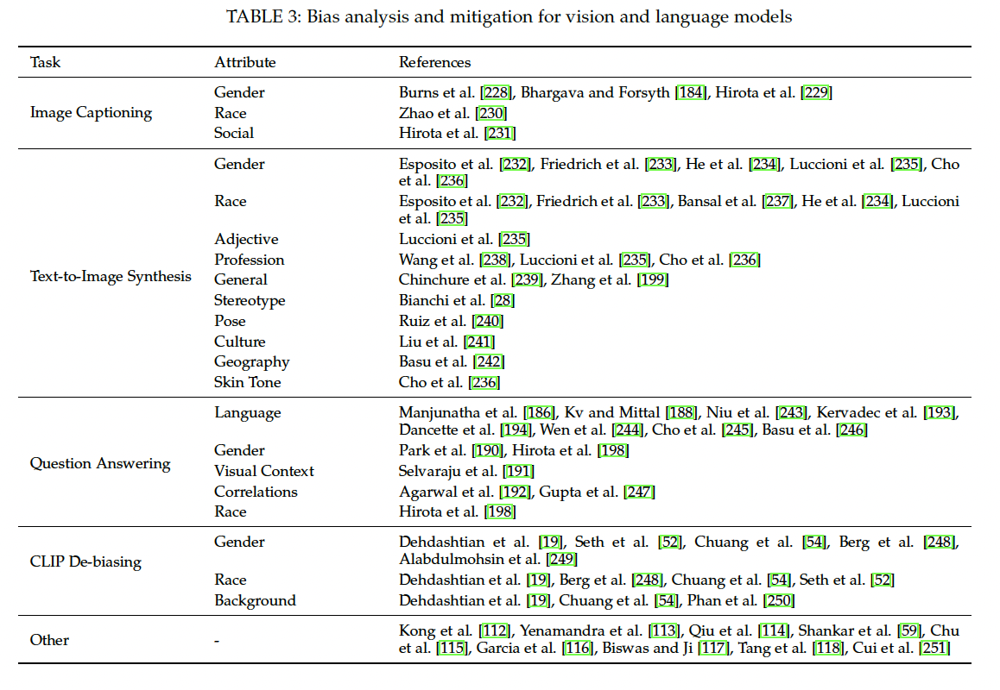 TABLE 3: Bias analysis and mitigation for vision and language models
Task Attribute References
Image Captioning
Gender Burns et al. [228], Bhargava and Forsyth [184], Hirota et al. [229]
Race Zhao et al. [230]
Social Hirota et al. [231]
Text-to-Image Synthesis
Gender Esposito et al. [232], Friedrich et al. [233], He et al. [234], Luccioni et al. [235], Cho
et al. [236]
Race Esposito et al. [232], Friedrich et al. [233], Bansal et al. [237], He et al. [234], Luccioni
et al. [235]
Adjective Luccioni et al. [235]
Profession Wang et al. [238], Luccioni et al. [235], Cho et al. [236]
General Chinchure et al. [239], Zhang et al. [199]
Stereotype Bianchi et al. [28]
Pose Ruiz et al. [240]
Culture Liu et al. [241]
Geography Basu et al. [242]
Skin Tone Cho et al. [236]
Question Answering
Language Manjunatha et al. [186], Kv and Mittal [188], Niu et al. [243], Kervadec et al. [193],
Dancette et al. [194], Wen et al. [244], Cho et al. [245], Basu et al. [246]
Gender Park et al. [190], Hirota et al. [198]
Visual Context Selvaraju et al. [191]
Correlations Agarwal et al. [192], Gupta et al. [247]
Race Hirota et al. [198]
CLIP De-biasing
Gender Dehdashtian et al. [19], Seth et al. [52], Chuang et al. [54], Berg et al. [248],
Alabdulmohsin et al. [249]
Race Dehdashtian et al. [19], Berg et al. [248], Chuang et al. [54], Seth et al. [52]
Background Dehdashtian et al. [19], Chuang et al. [54], Phan et al. [250]
Other -
Kong et al. [112], Yenamandra et al. [113], Qiu et al. [114], Shankar et al. [59], Chu
et al. [115], Garcia et al. [116], Biswas and Ji [117], Tang et al. [118], Cui et al. [251]